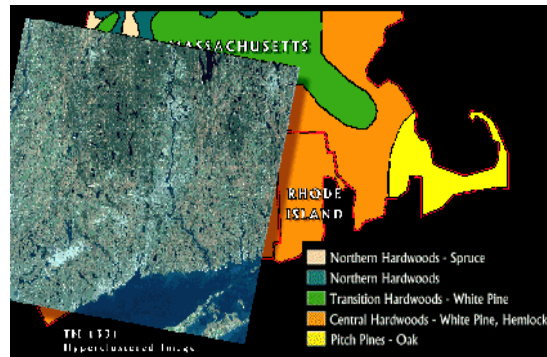 MASSACHUSETTS
RHODE
ISLAND
Northern Hardwoods - Spruce
Northern Hardwoods
Transition Hardwoods - White Pine
Central Hardwoods - White Pine, Hemlock
Pitch Pines - Oak
Hyperclustered Image